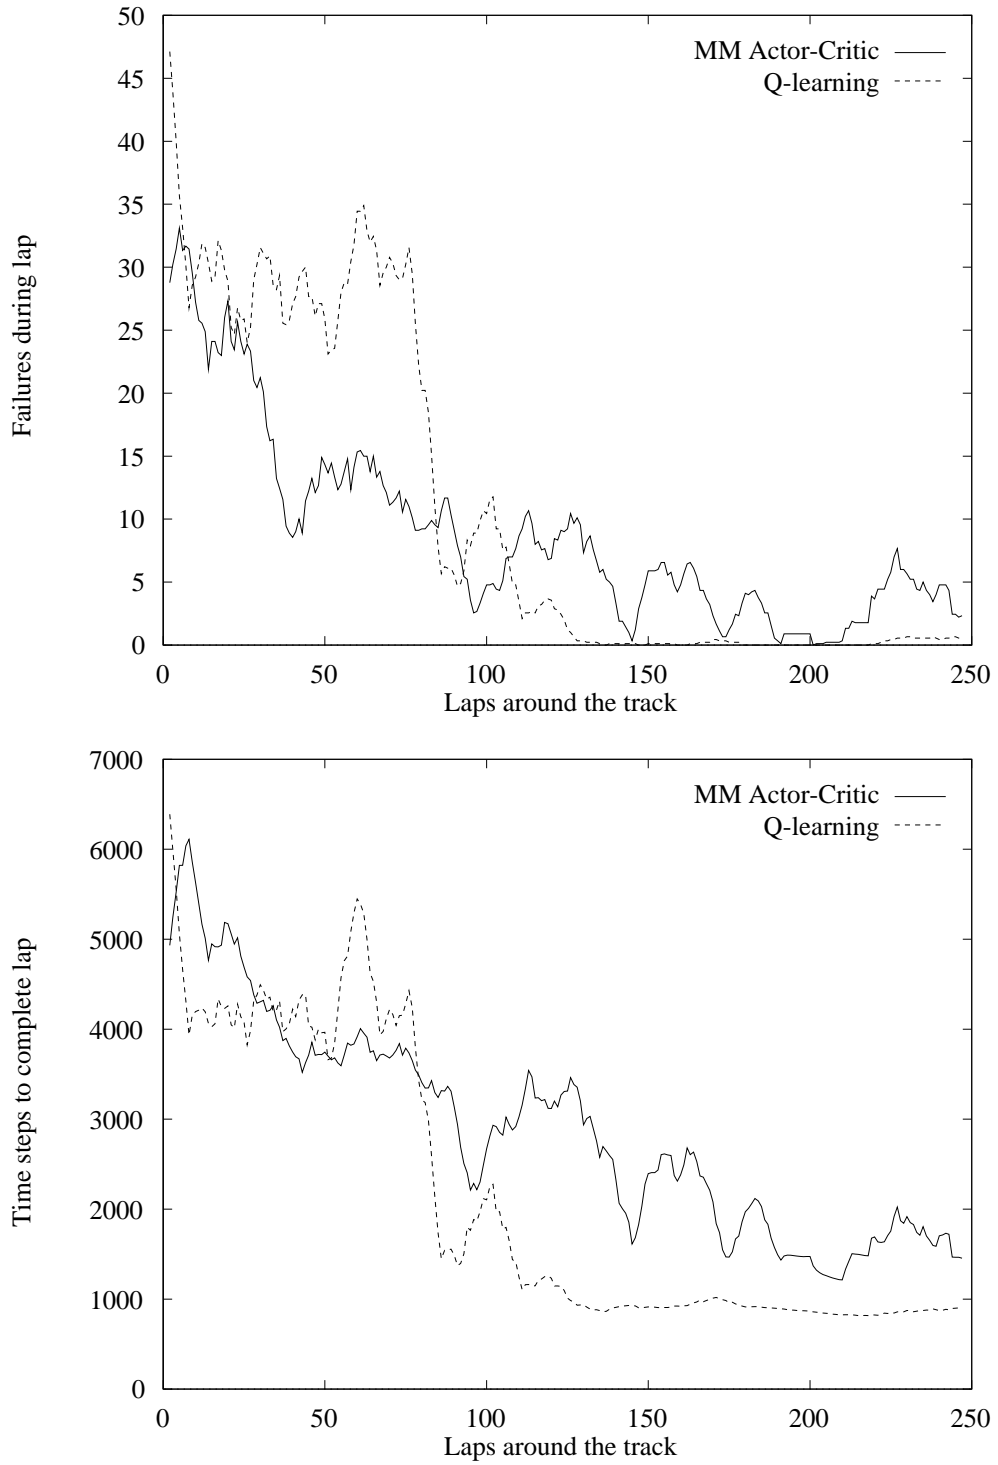 50
45
40
35
30
25
20
15
10
5
0
Failures during lap
MM Actor-Critic
Q-learning
0 50 100 150 200 250
Laps around the track
7000
6000
5000
4000
3000
2000
1000
0
Time steps to complete lap
MM Actor-Critic
Q-learning
0 50 100 150 200 250
Laps around the track